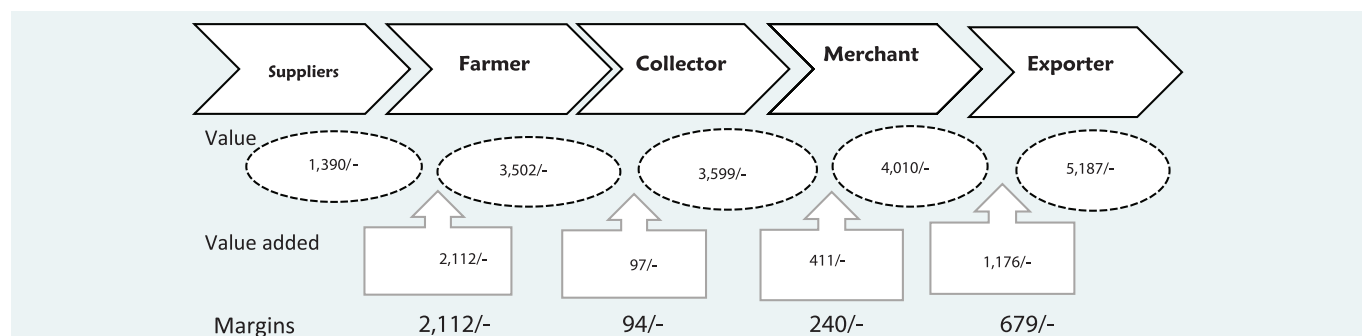 Suppliers Farmer Collector Merchant Exporter
Value
1,390/- 3,502/- 3,599/- 4,010/- 5,187/-
Value added
2,112/- 97/- 411/- 1,176/-
Margins 2,112/- 94/- 240/- 679/-